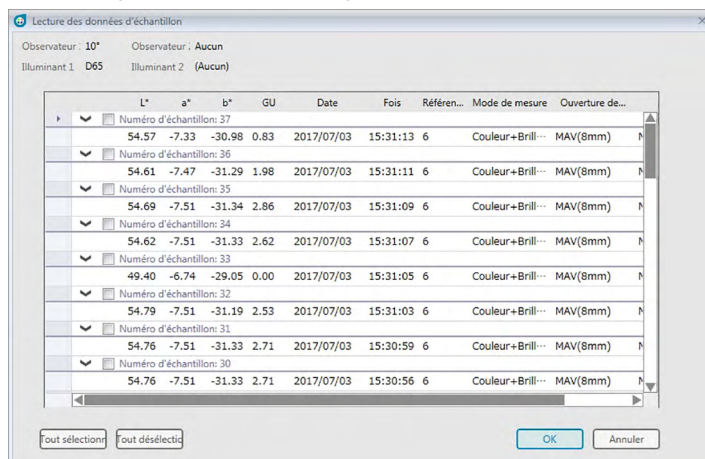 Lecture des données d'échantillon
Observateur : 10° Observateur : Aucun
Illuminant 1 D65 Illuminant 2 (Aucun)
L* a* b* GU Date Fois Référen... Mode de mesure Ouverture de...
Numéro d'échantillon: 37
54.57 -7.33 -30.98 0.83 2017/07/03 15:31:13 6 Couleur+Brill... MAV(8mm)
Numéro d'échantillon: 36
54.61 -7.47 -31.29 1.98 2017/07/03 15:31:11 6 Couleur+Brill... MAV(8mm)
Numéro d'échantillon: 35
54.69 -7.51 -31.34 2.86 2017/07/03 15:31:09 6 Couleur+Brill... MAV(8mm)
Numéro d'échantillon: 34
54.62 -7.51 -31.33 2.62 2017/07/03 15:31:07 6 Couleur+Brill... MAV(8mm)
Numéro d'échantillon: 33
49.40 -6.74 -29.05 0.00 2017/07/03 15:31:05 6 Couleur+Brill... MAV(8mm)
Numéro d'échantillon: 32
54.79 -7.51 -31.19 2.53 2017/07/03 15:31:03 6 Couleur+Brill... MAV(8mm)
Numéro d'échantillon: 31
54.76 -7.51 -31.33 2.71 2017/07/03 15:30:59 6 Couleur+Brill... MAV(8mm)
Numéro d'échantillon: 30
54.76 -7.51 -31.33 2.71 2017/07/03 15:30:56 6 Couleur+Brill... MAV(8mm)
Tout sélectionn Tout désélectic OK Annuler